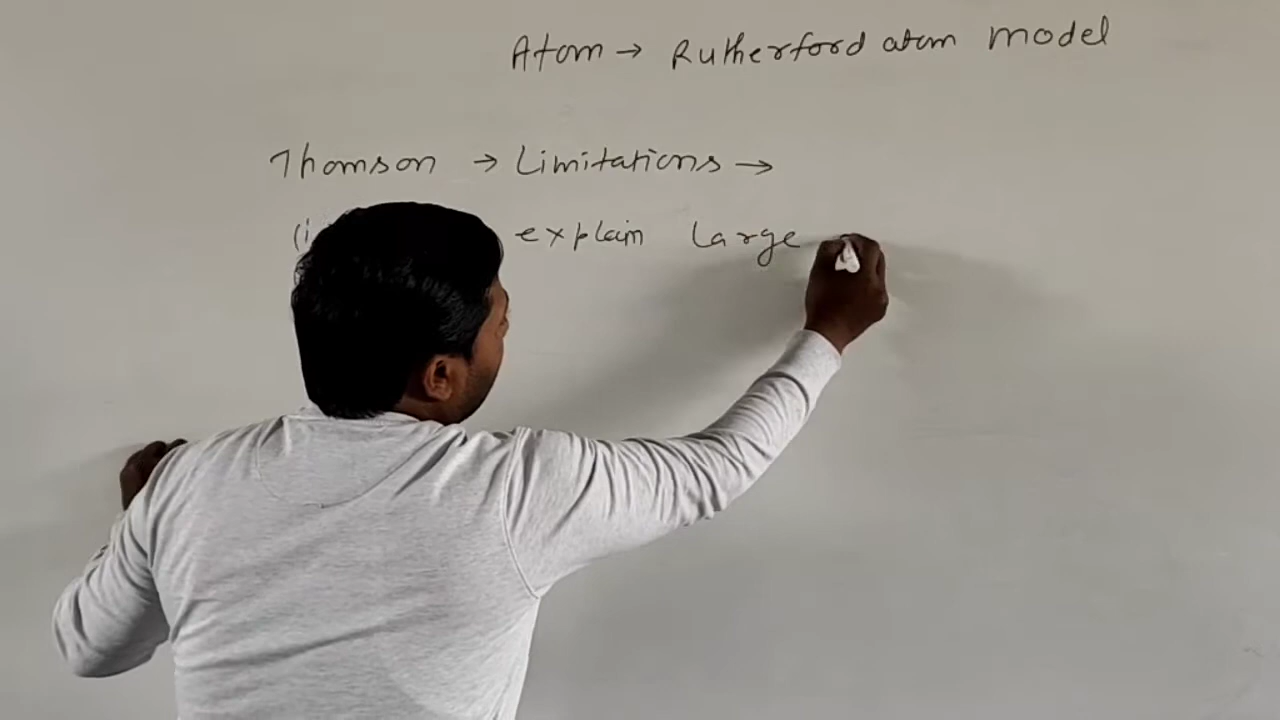 Atom → Rutherford atom model
Thomson → Limitations →
(i explain large